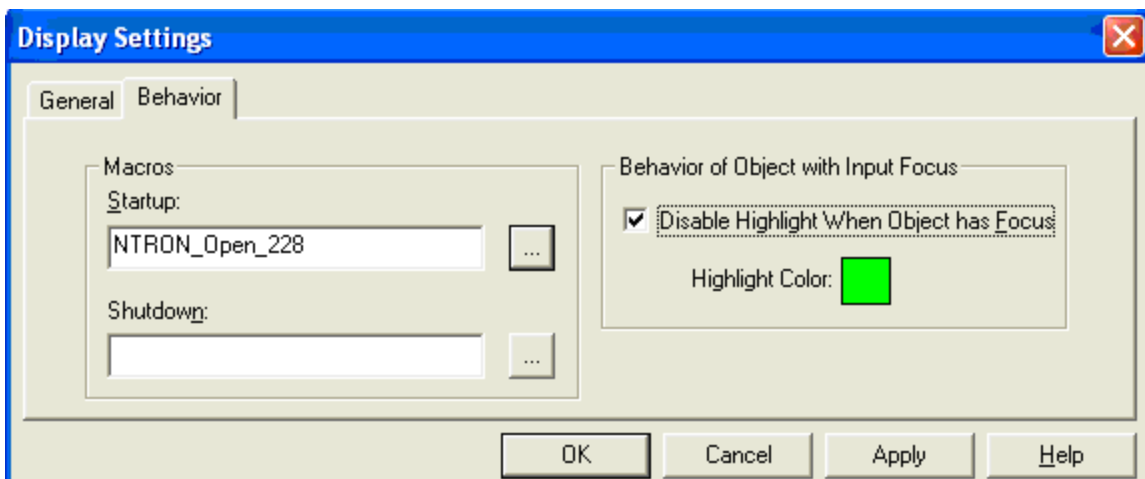 Display Settings
General Behavior
Macros
Startup:
NTRON_Open_228
...
Shutdown:
...
Behavior of Object with Input Focus
Disable Highlight When Object has Focus
Highlight Color:
OK Cancel Apply Help